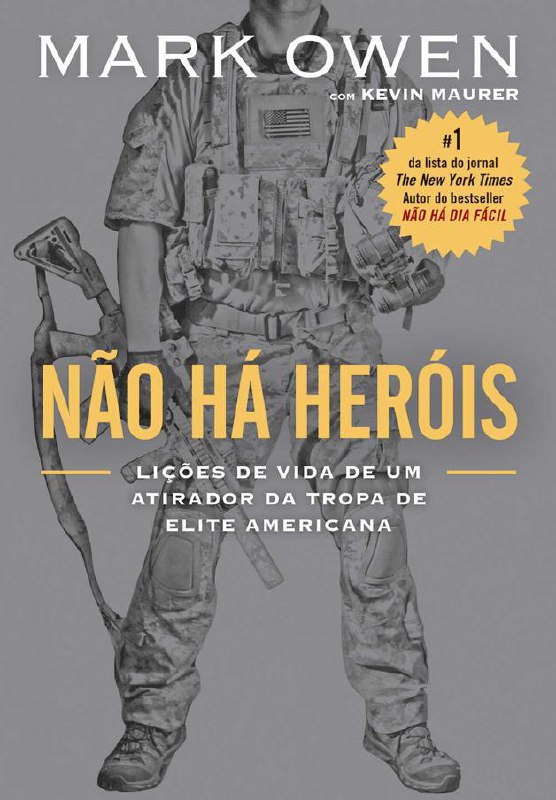 MARK OWEN
COM KEVIN MAURER
#1
da lista do jornal
The New York Times
Autor do bestseller
NÃO HÁ DIA FÁCIL
NÃO HÁ HERÓIS
LIÇÕES DE VIDA DE UM
ATIRADOR DA TROPA DE
ELITE AMERICANA